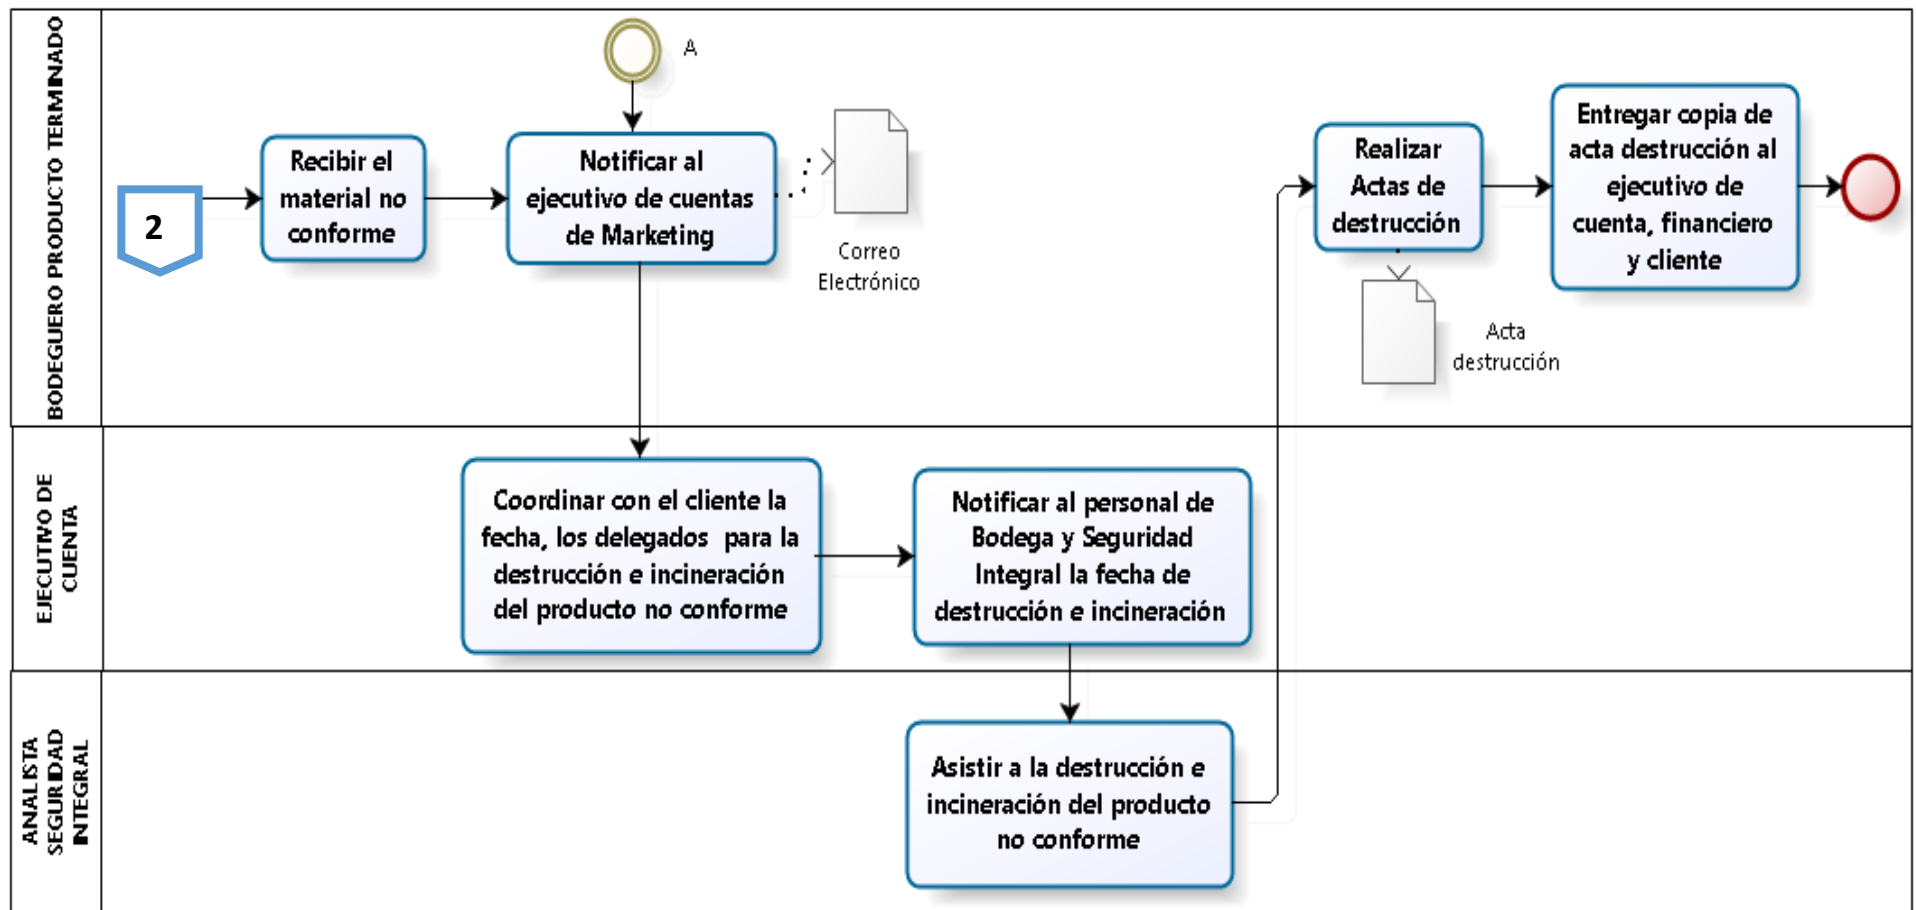 BODEGUERO PRODUCTO TERMINADO
A
2
Recibir el
material no
conforme
Notificar al
ejecutivo de cuentas
de Marketing
Correo
Electrónico
Realizar
Actas de
destrucción
Acta
destrucción
Entregar copia de
acta destrucción al
ejecutivo de
cuenta, financiero
y cliente
EJECUTIVO DE
CUENTA
Coordinar con el cliente la
fecha, los delegados para la
destrucción e incineración
del producto no conforme
Notificar al personal de
Bodega y Seguridad
Integral la fecha de
destrucción e incineración
ANALISTA
SEGURIDAD
INTEGRAL
Asistir a la destrucción e
incineración del producto
no conforme